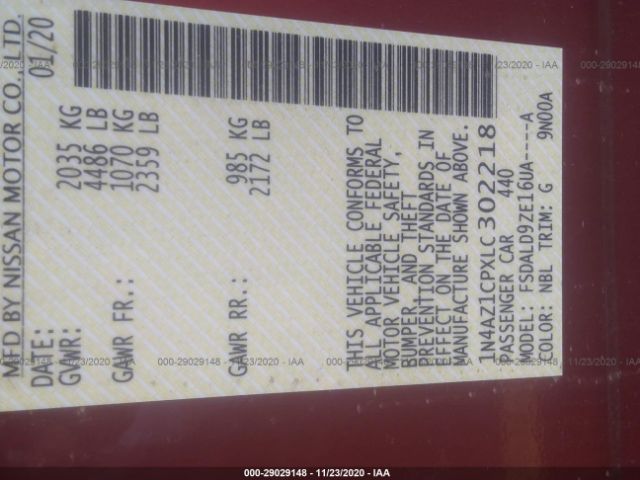 MFD BY NISSAN MOTOR CO., LTD.
DATE: 01/20
GVWR: 2035 KG
4486 LB
GAWR FR.: 1070 KG
2359 LB
GAWR RR.: 985 KG
2172 LB
THIS VEHICLE CONFORMS TO
ALL APPLICABLE FEDERAL
MOTOR VEHICLE SAFETY,
BUMPER, AND THEFT
PREVENTION STANDARDS IN
EFFECT ON THE DATE OF
MANUFACTURE SHOWN ABOVE.
1N4AZ1CPXLC302218
PASSENGER CAR 440
MODEL: FSDALD9ZE16UA----A
COLOR: NBL TRIM: G 9N00A
000-29029148 - 11/23/2020 - IAA